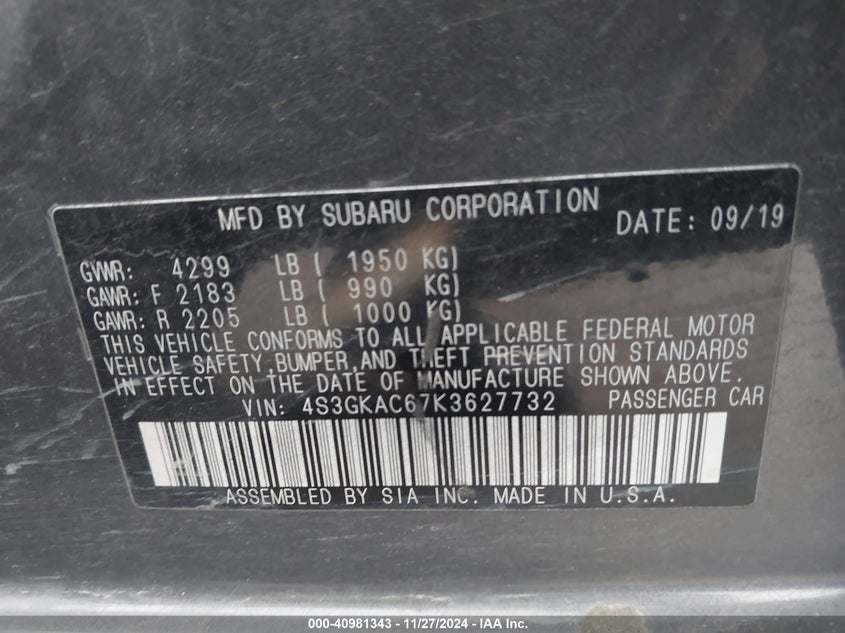 MFD BY SUBARU CORPORATION DATE: 09/19
GVWR: 4299 LB ( 1950 KG)
GAWR: F 2183 LB ( 990 KG)
GAWR: R 2205 LB ( 1000 KG)
THIS VEHICLE CONFORMS TO ALL APPLICABLE FEDERAL MOTOR
VEHICLE SAFETY,BUMPER,AND THEFT PREVENTION STANDARDS
IN EFFECT ON THE DATE OF MANUFACTURE SHOWN ABOVE.
VIN: 4S3GKAC67K3627732 PASSENGER CAR
ASSEMBLED BY SIA INC. MADE IN U.S.A.
000-40981343 - 11/27/2024 - IAA Inc.